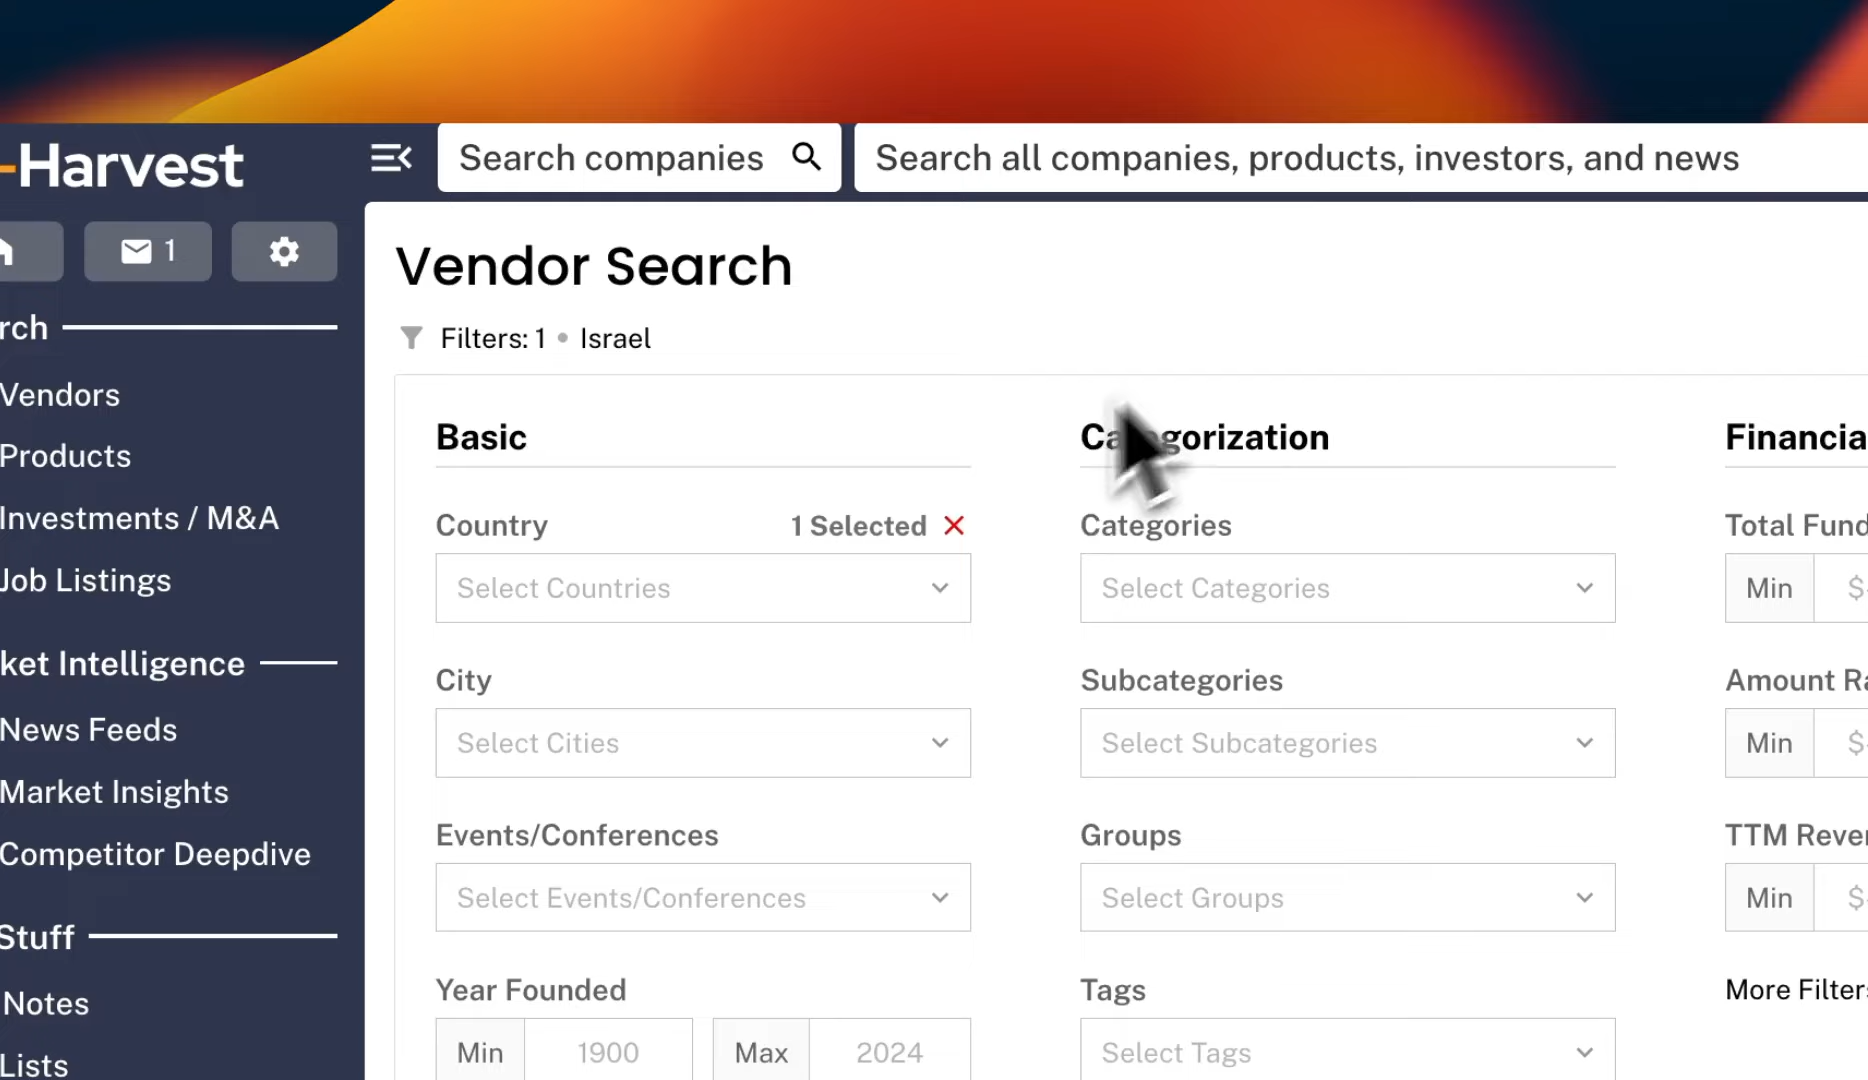 -Harvest
Search companies
Search all companies, products, investors, and news
1
rch
Vendors
Products
Investments / M&A
Job Listings
ket Intelligence
News Feeds
Market Insights
Competitor Deepdive
Stuff
Notes
Lists
Vendor Search
Filters: 1 • Israel
Basic
Country 1 Selected
Select Countries
City
Select Cities
Events/Conferences
Select Events/Conferences
Year Founded
Min 1900 Max 2024
Categorization
Categories
Select Categories
Subcategories
Select Subcategories
Groups
Select Groups
Tags
Select Tags
Financia
Total Fund
Min $
Amount Ra
Min $
TTM Rever
Min $
More Filters